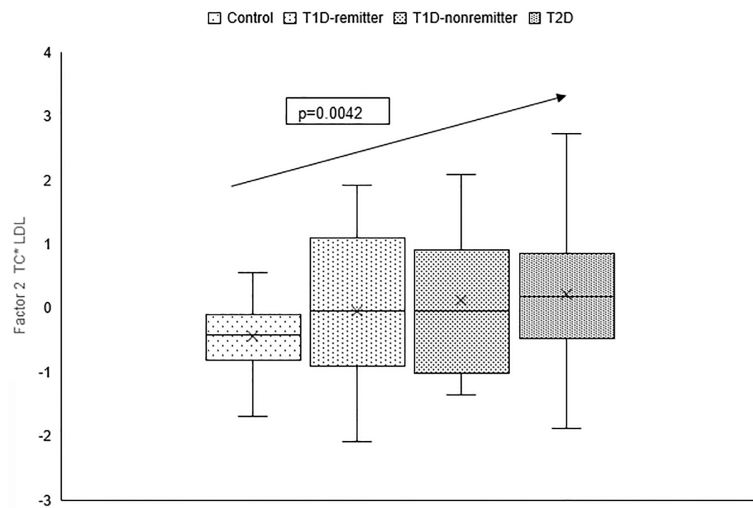 Control T1D-remitter T1D-nonremitter T2D
4
p=0.0042
3
2
1
0
-1
-2
-3
Factor 2 TC* LDL